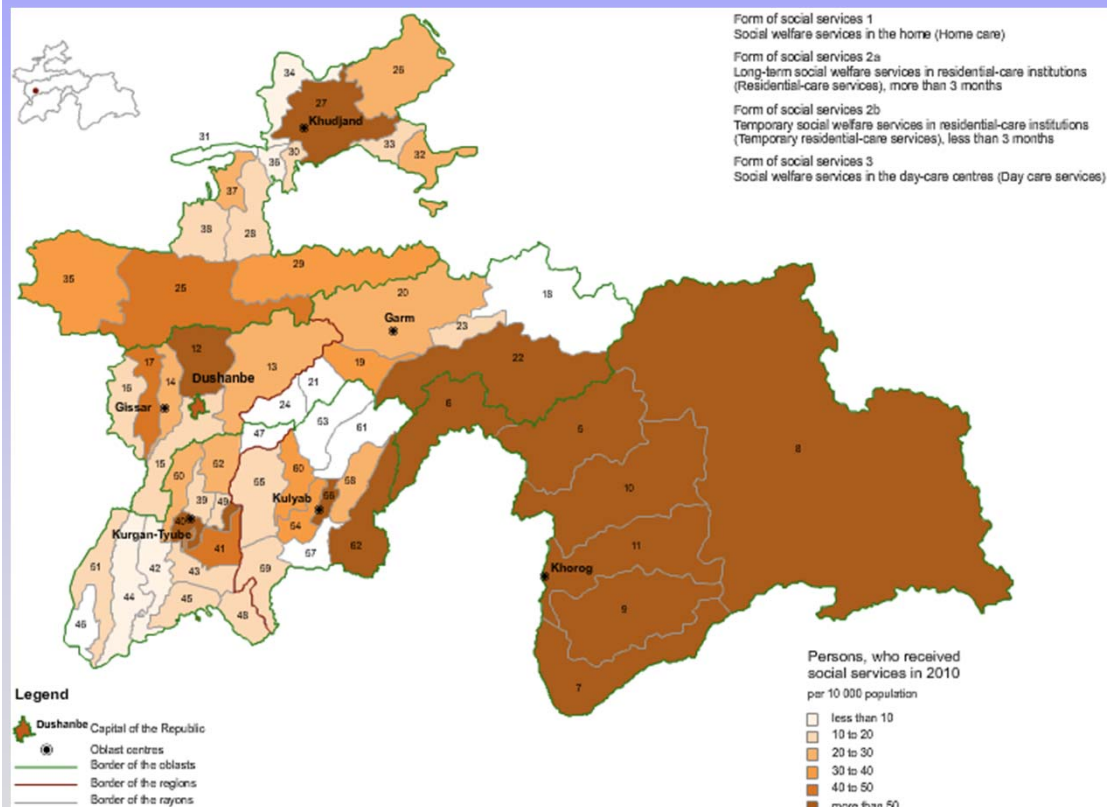 Form of social services 1
Social welfare services in the home (Home care)
Form of social services 2a
Long-term social welfare services in residential-care institutions
(Residential-care services), more than 3 months
Form of social services 2b
Temporary social welfare services in residential-care institutions
(Temporary residential-care services), less than 3 months
Form of social services 3
Social welfare services in the day-care centres (Day care services)
34
26
27
Khudjand
31
36
30
33
32
37
38
28
35
25
29
20
18
Garm
23
12
17
13
19
22
16
14
Dushanbe
Gissar
21
24
6
53
61
47
5
8
15
50
52
65
60
58
10
39
49
Kulyab
66
40
Kurgan-Tyube
54
41
57
62
11
Khorog
51
42
43
59
44
45
9
46
48
7
Persons, who received
social services in 2010
per 10 000 population
less than 10
10 to 20
20 to 30
30 to 40
40 to 50
more than 50
Legend
Dushanbe Capital of the Republic
Oblast centres
Border of the oblasts
Border of the regions
Border of the rayons